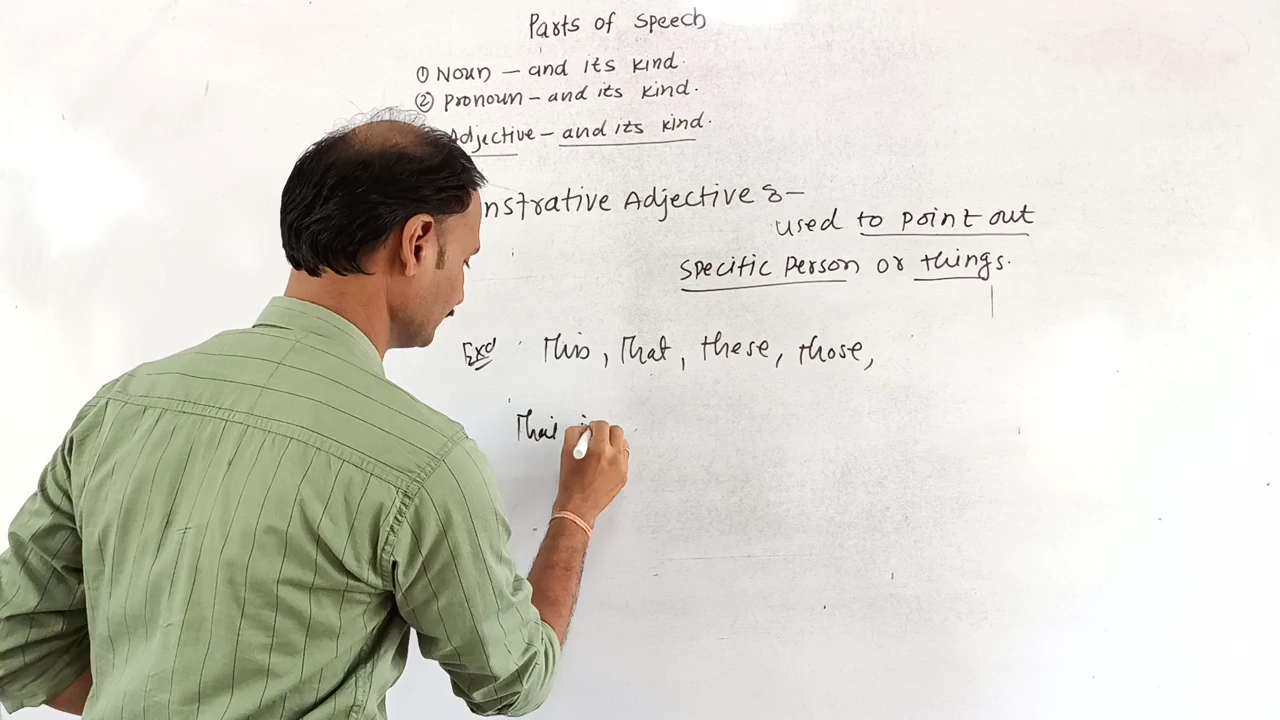 Parts of speech
① Noun – and its kind.
② Pronoun – and its kind.
Adjective – and its kind.
nstrative Adjective :–
used to point out
specific person or things.
Ex:- This, That, these, those,